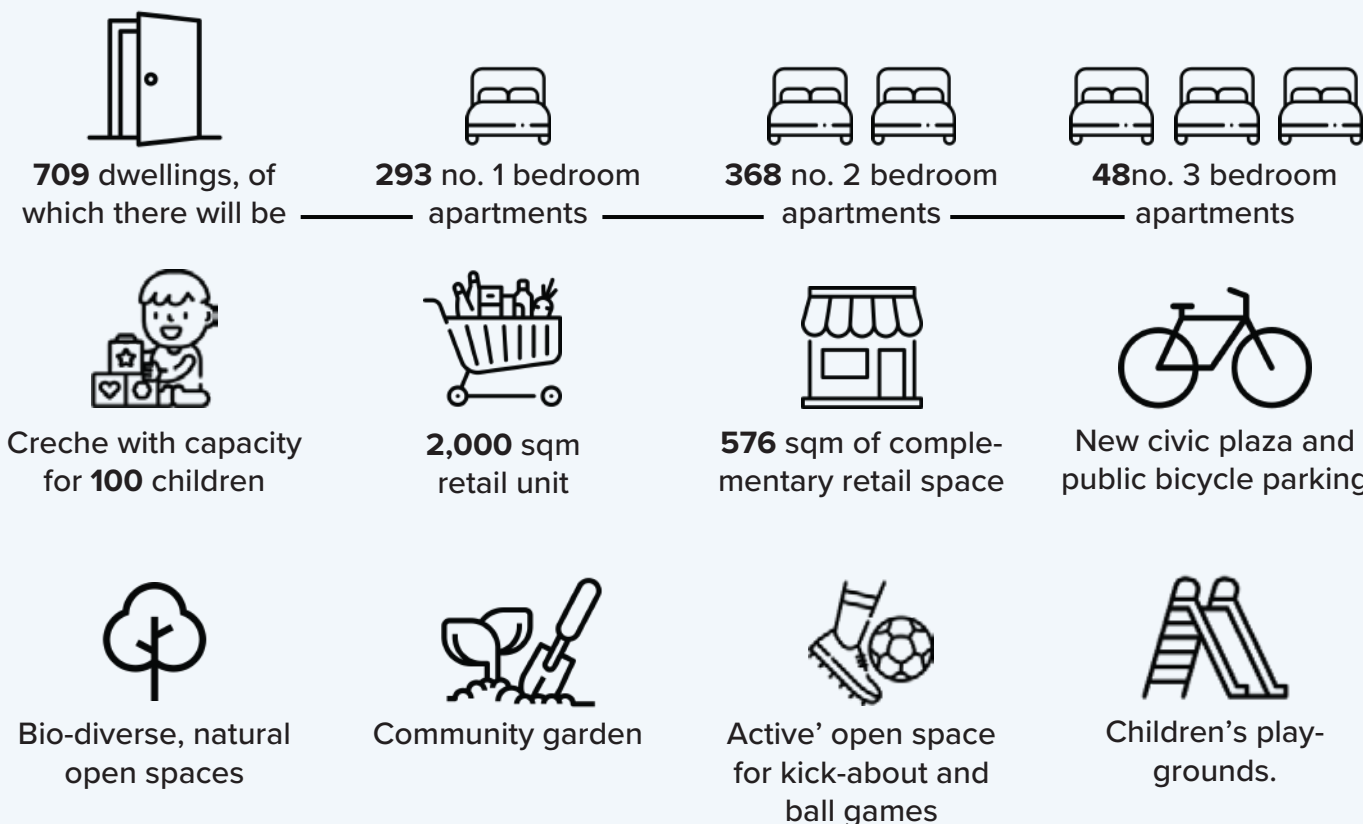 709 dwellings, of
which there will be
293 no. 1 bedroom
apartments
368 no. 2 bedroom
apartments
48no. 3 bedroom
apartments
Creche with capacity
for 100 children
2,000 sqm
retail unit
576 sqm of comple-
mentary retail space
New civic plaza and
public bicycle parking
Bio-diverse, natural
open spaces
Community garden
Active’ open space
for kick-about and
ball games
Children’s play-
grounds.